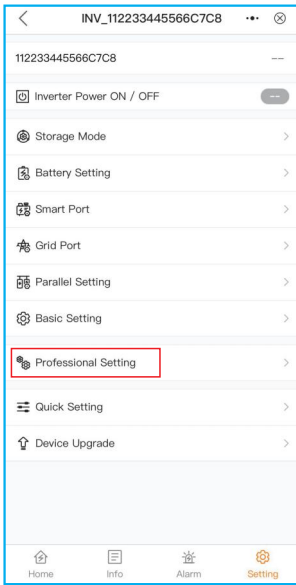 INV_112233445566C7C8
112233445566C7C8 --
Inverter Power ON / OFF --
Storage Mode
Battery Setting
Smart Port
Grid Port
Parallel Setting
Basic Setting
Professional Setting
Quick Setting
Device Upgrade
Home Info Alarm Setting